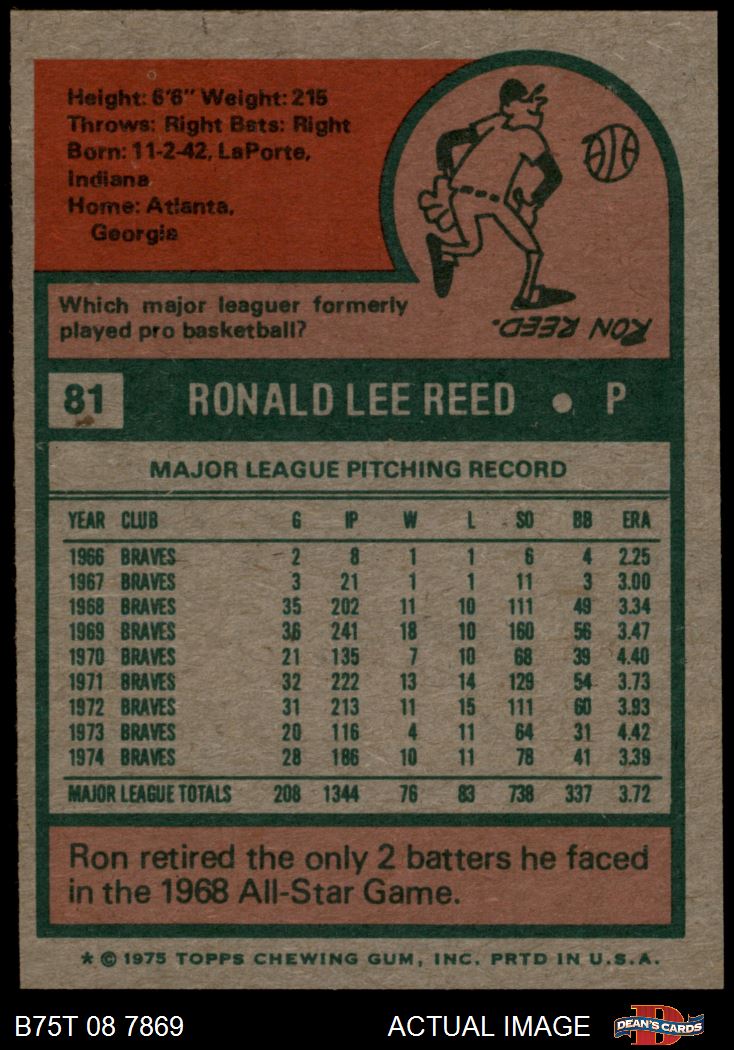 Height: 6'6" Weight: 215
Throws: Right Bats: Right
Born: 11-2-42, LaPorte,
Indiana
Home: Atlanta,
Georgia
Which major leaguer formerly
played pro basketball?
RON REED.
81 RONALD LEE REED • P
MAJOR LEAGUE PITCHING RECORD
YEAR CLUB G IP W L SO BB ERA
1966 BRAVES 2 8 1 1 6 4 2.25
1967 BRAVES 3 21 1 1 11 3 3.00
1968 BRAVES 35 202 11 10 111 49 3.34
1969 BRAVES 36 241 18 10 160 56 3.47
1970 BRAVES 21 135 7 10 68 39 4.40
1971 BRAVES 32 222 13 14 129 54 3.73
1972 BRAVES 31 213 11 15 111 60 3.93
1973 BRAVES 20 116 4 11 64 31 4.42
1974 BRAVES 28 186 10 11 78 41 3.39
MAJOR LEAGUE TOTALS 208 1344 76 83 738 337 3.72
Ron retired the only 2 batters he faced
in the 1968 All-Star Game.
* © 1975 TOPPS CHEWING GUM, INC. PRTD IN U.S.A.
B75T 08 7869 ACTUAL IMAGE D DEAN'S CARDS